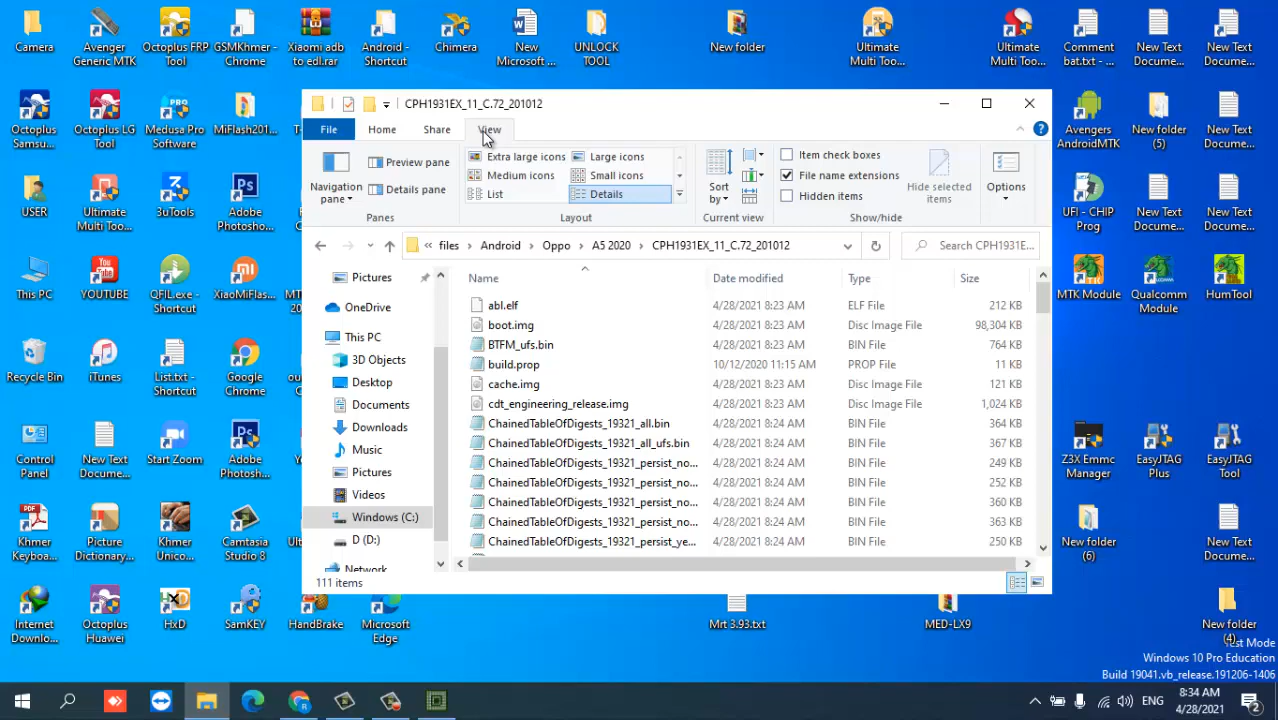 Camera
Avenger
Generic MTK
Octoplus FRP
Tool
GSMKhmer -
Chrome
Xiaomi adb
to edl.rar
Android -
Shortcut
Chimera
New
Microsoft ...
UNLOCK
TOOL
New folder
Ultimate
Multi Too...
Ultimate
Multi Too...
Comment
bat.txt - ...
New Text
Docume...
New Text
Docume...
CPH1931EX_11_C.72_201012
File
Home
Share
View
Navigation
pane
Preview pane
Details pane
Panes
Extra large icons
Large icons
Medium icons
Small icons
List
Details
Layout
Sort
by
Current view
Item check boxes
File name extensions
Hidden items
Hide selected
items
Show/hide
Options
« files > Android > Oppo > A5 2020 > CPH1931EX_11_C.72_201012
Search CPH1931E...
Pictures
OneDrive
This PC
3D Objects
Desktop
Documents
Downloads
Music
Pictures
Videos
Windows (C:)
D (D:)
Network
Name Date modified Type Size
abl.elf 4/28/2021 8:23 AM ELF File 212 KB
boot.img 4/28/2021 8:23 AM Disc Image File 98,304 KB
BTFM_ufs.bin 4/28/2021 8:23 AM BIN File 764 KB
build.prop 10/12/2020 11:15 AM PROP File 11 KB
cache.img 4/28/2021 8:23 AM Disc Image File 121 KB
cdt_engineering_release.img 4/28/2021 8:23 AM Disc Image File 1,024 KB
ChainedTableOfDigests_19321_all.bin 4/28/2021 8:23 AM BIN File 364 KB
ChainedTableOfDigests_19321_all_ufs.bin 4/28/2021 8:23 AM BIN File 367 KB
ChainedTableOfDigests_19321_persist_no... 4/28/2021 8:24 AM BIN File 249 KB
ChainedTableOfDigests_19321_persist_no... 4/28/2021 8:24 AM BIN File 252 KB
ChainedTableOfDigests_19321_persist_no... 4/28/2021 8:24 AM BIN File 360 KB
ChainedTableOfDigests_19321_persist_no... 4/28/2021 8:24 AM BIN File 363 KB
ChainedTableOfDigests_19321_persist_ye... 4/28/2021 8:24 AM BIN File 250 KB
111 items
Octoplus
Samsu...
Octoplus LG
Tool
Medusa Pro
Software
MiFlash201...
T-
Avengers
AndroidMTK
New folder
(5)
New Text
Docume...
USER
Ultimate
Multi Too...
3uTools
Adobe
Photosho...
UFI - CHIP
Prog
New Text
Docume...
New Text
Docume...
This PC
YOUTUBE
QFIL.exe -
Shortcut
XiaoMiFlas...
MT
MTK Module
Qualcomm
Module
HumTool
Recycle Bin
iTunes
List.txt -
Shortcut
Google
Chrome
ou
Control
Panel
New Text
Docume...
Start Zoom
Adobe
Photosh...
Z3X Emmc
Manager
EasyJTAG
Plus
EasyJTAG
Tool
Khmer
Keyboa...
Picture
Dictionary...
Khmer
Unico...
Camtasia
Studio 8
Ulti
New folder
(6)
New Text
Docume...
Internet
Downlo...
Octoplus
Huawei
HxD
SamKEY
HandBrake
Microsoft
Edge
Mrt 3.93.txt
MED-LX9
New folder
(4)
Test Mode
Windows 10 Pro Education
Build 19041.vb_release.191206-1406
ENG
8:34 AM
4/28/2021
2